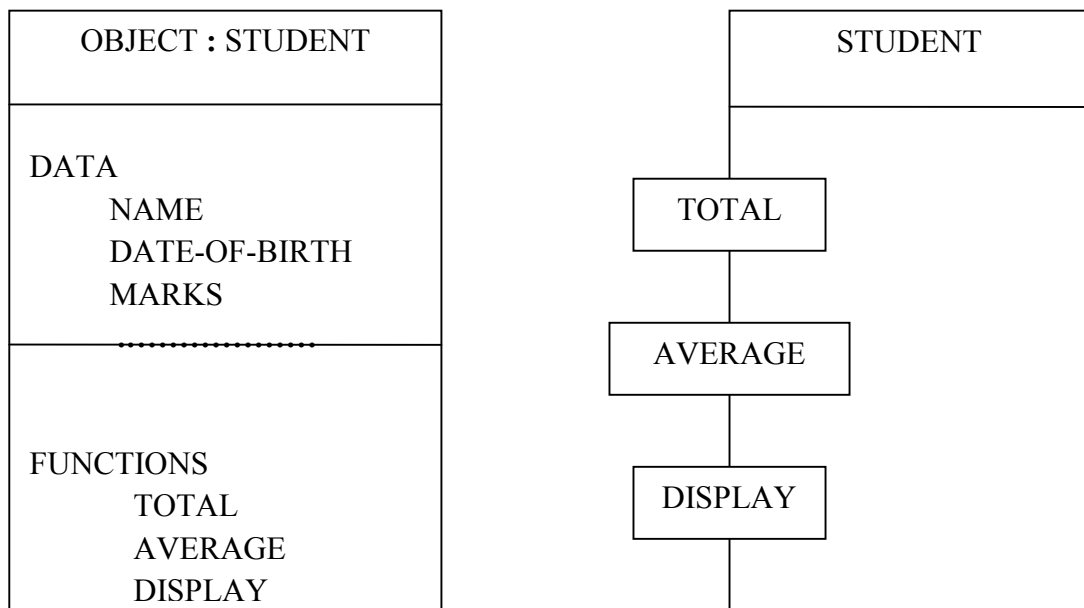 OBJECT : STUDENT
DATA
NAME
DATE-OF-BIRTH
MARKS
FUNCTIONS
TOTAL
AVERAGE
DISPLAY
STUDENT
TOTAL
AVERAGE
DISPLAY